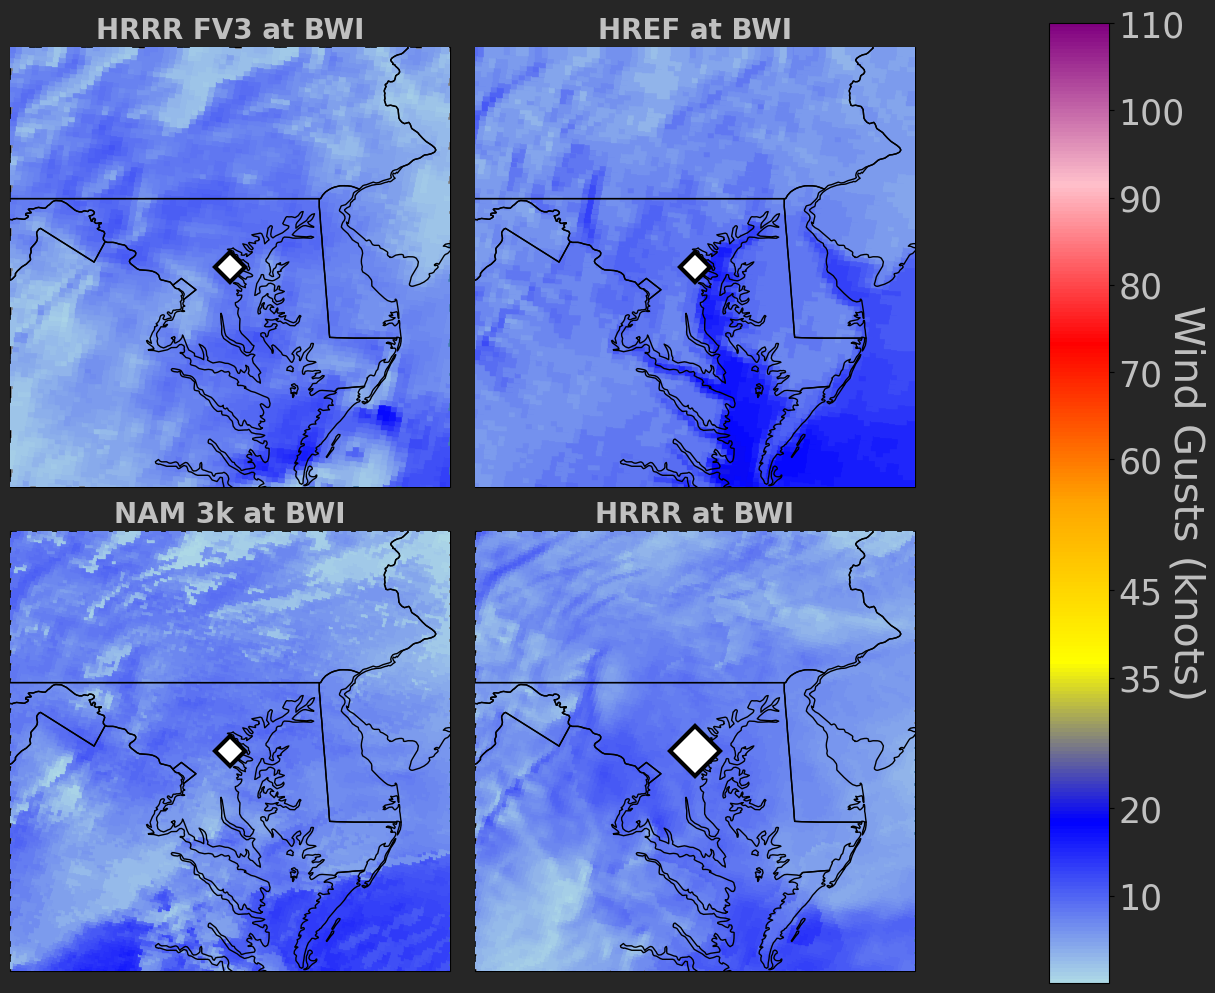 HRRR FV3 at BWI
HREF at BWI
NAM 3k at BWI
HRRR at BWI
110
100
90
80
70
60
45
35
20
10
Wind Gusts (knots)